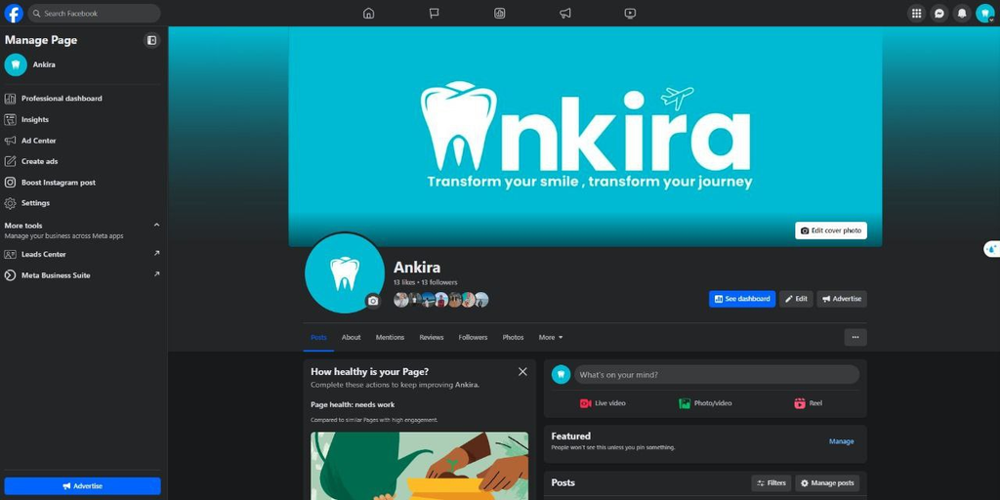 Search Facebook
Manage Page
Ankira
Professional dashboard
Insights
Ad Center
Create ads
Boost Instagram post
Settings
More tools
Manage your business across Meta apps
Leads Center
Meta Business Suite
Advertise
nkira
Transform your smile , transform your journey
Edit cover photo
Ankira
13 likes • 13 followers
See dashboard
Edit
Advertise
Posts
About
Mentions
Reviews
Followers
Photos
More
How healthy is your Page?
Complete these actions to keep improving Ankira.
Page health: needs work
Compared to similar Pages with high engagement.
What's on your mind?
Live video
Photo/video
Reel
Featured
People won't see this unless you pin something.
Manage
Posts
Filters
Manage posts